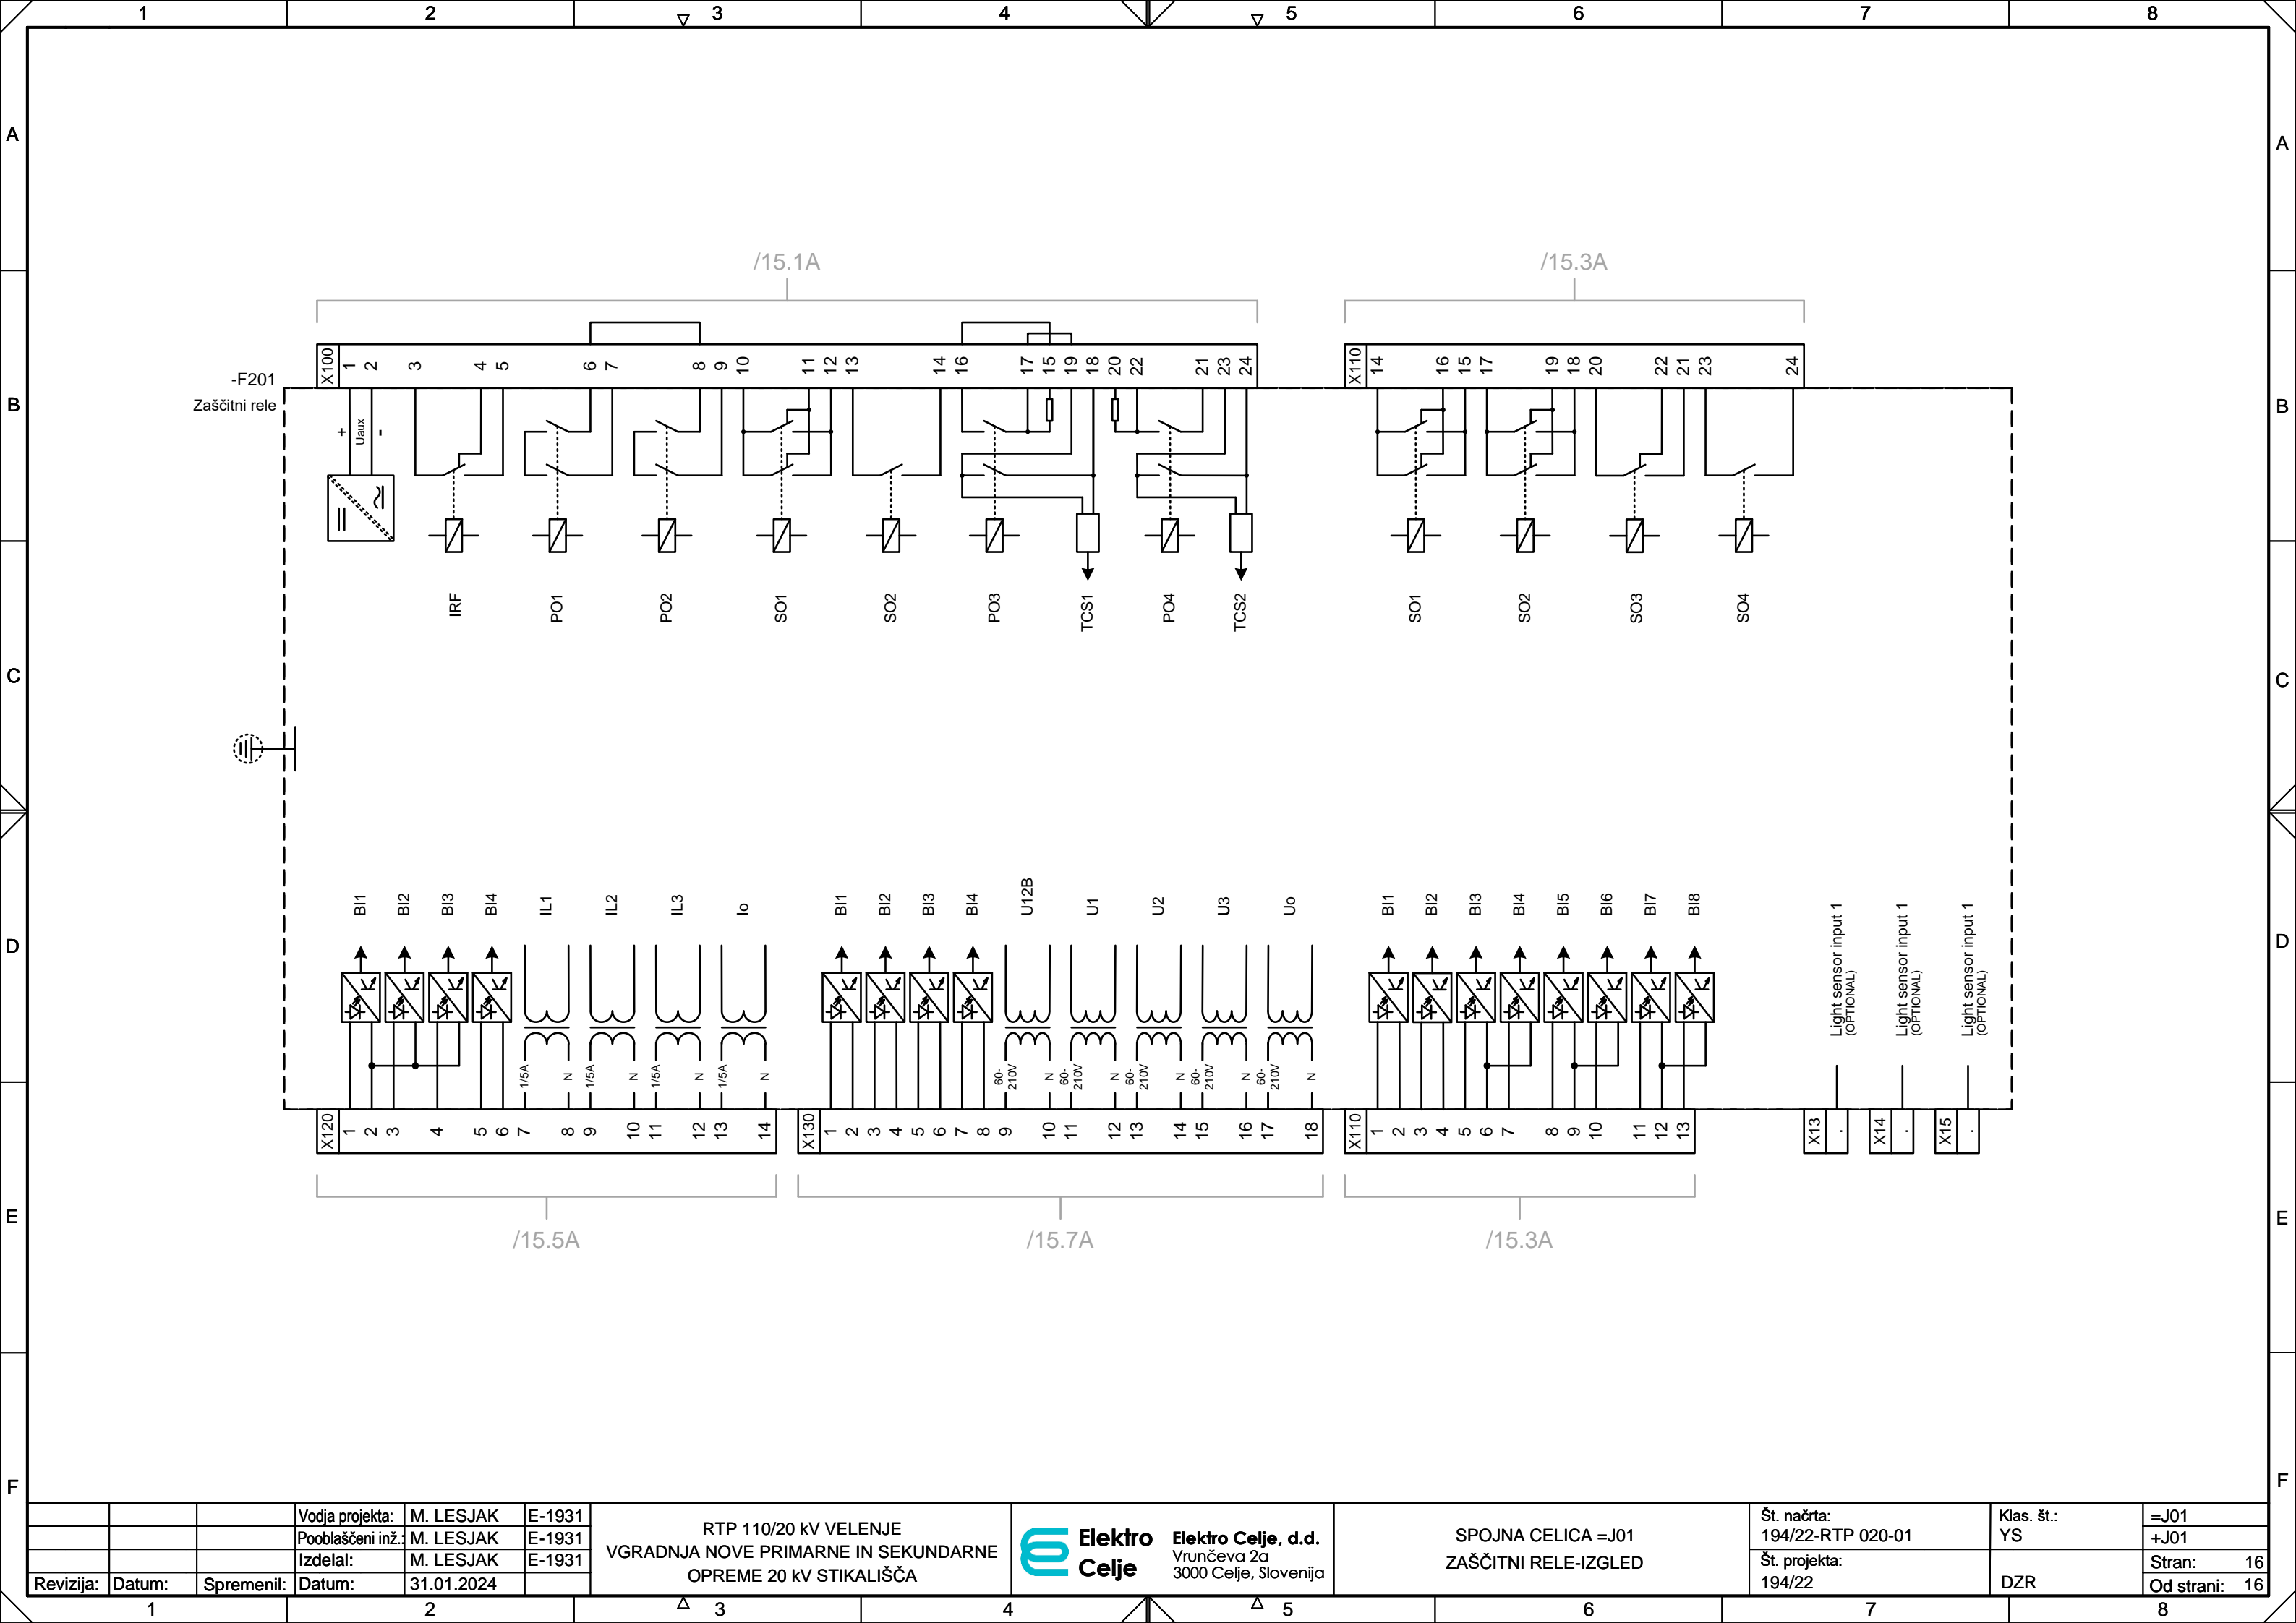 1 2 3 4 5 6 7 8
A A
/15.1A /15.3A
X100 1 2 3 4 5 6 7 8 9 10 11 12 13 14 16 17 15 19 18 20 22 21 23 24
X110 14 16 15 17 19 18 20 22 21 23 24
-F201
Zaščitni rele
B B
+ Uaux -
IRF PO1 PO2 SO1 SO2 PO3 TCS1 PO4 TCS2 SO1 SO2 SO3 SO4
C C
BI1 BI2 BI3 BI4 IL1 IL2 IL3 Io
BI1 BI2 BI3 BI4 U12B U1 U2 U3 Uo
BI1 BI2 BI3 BI4 BI5 BI6 BI7 BI8
Light sensor input 1
(OPTIONAL)
Light sensor input 1
(OPTIONAL)
Light sensor input 1
(OPTIONAL)
D D
1/5A N 1/5A N 1/5A N 1/5A N
60-210V N 60-210V N 60-210V N 60-210V N 60-210V N
X120 1 2 3 4 5 6 7 8 9 10 11 12 13 14
X130 1 2 3 4 5 6 7 8 9 10 11 12 13 14 15 16 17 18
X110 1 2 3 4 5 6 7 8 9 10 11 12 13
X13 . X14 . X15 .
E E
/15.5A /15.7A /15.3A
F F
Revizija: Datum: Spremenil:
Vodja projekta: M. LESJAK E-1931
Pooblaščeni inž.: M. LESJAK E-1931
Izdelal: M. LESJAK E-1931
Datum: 31.01.2024
RTP 110/20 kV VELENJE
VGRADNJA NOVE PRIMARNE IN SEKUNDARNE
OPREME 20 kV STIKALIŠČA
Elektro
Celje
Elektro Celje, d.d.
Vrunčeva 2a
3000 Celje, Slovenija
SPOJNA CELICA =J01
ZAŠČITNI RELE-IZGLED
Št. načrta:
194/22-RTP 020-01
Št. projekta:
194/22
Klas. št.:
YS
DZR
=J01
+J01
Stran: 16
Od strani: 16
1 2 3 4 5 6 7 8